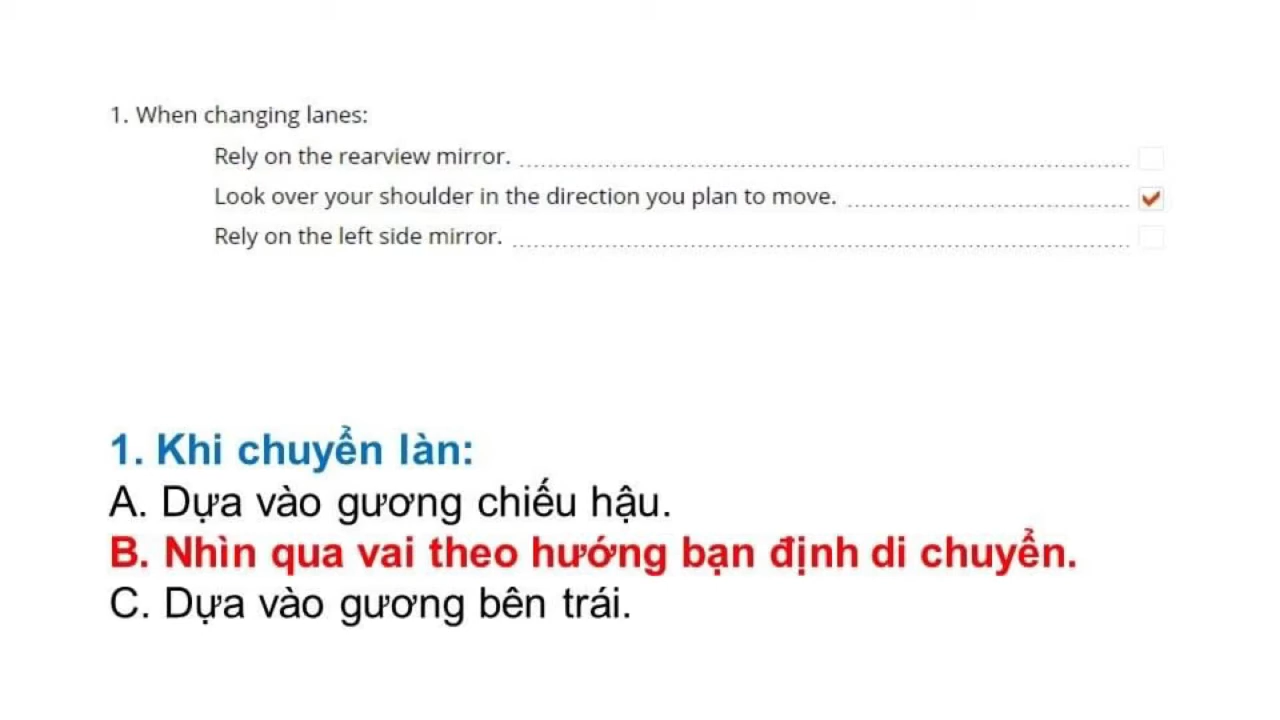 1. When changing lanes:
Rely on the rearview mirror.
Look over your shoulder in the direction you plan to move.
Rely on the left side mirror.
1. Khi chuyển làn:
A. Dựa vào gương chiếu hậu.
B. Nhìn qua vai theo hướng bạn định di chuyển.
C. Dựa vào gương bên trái.